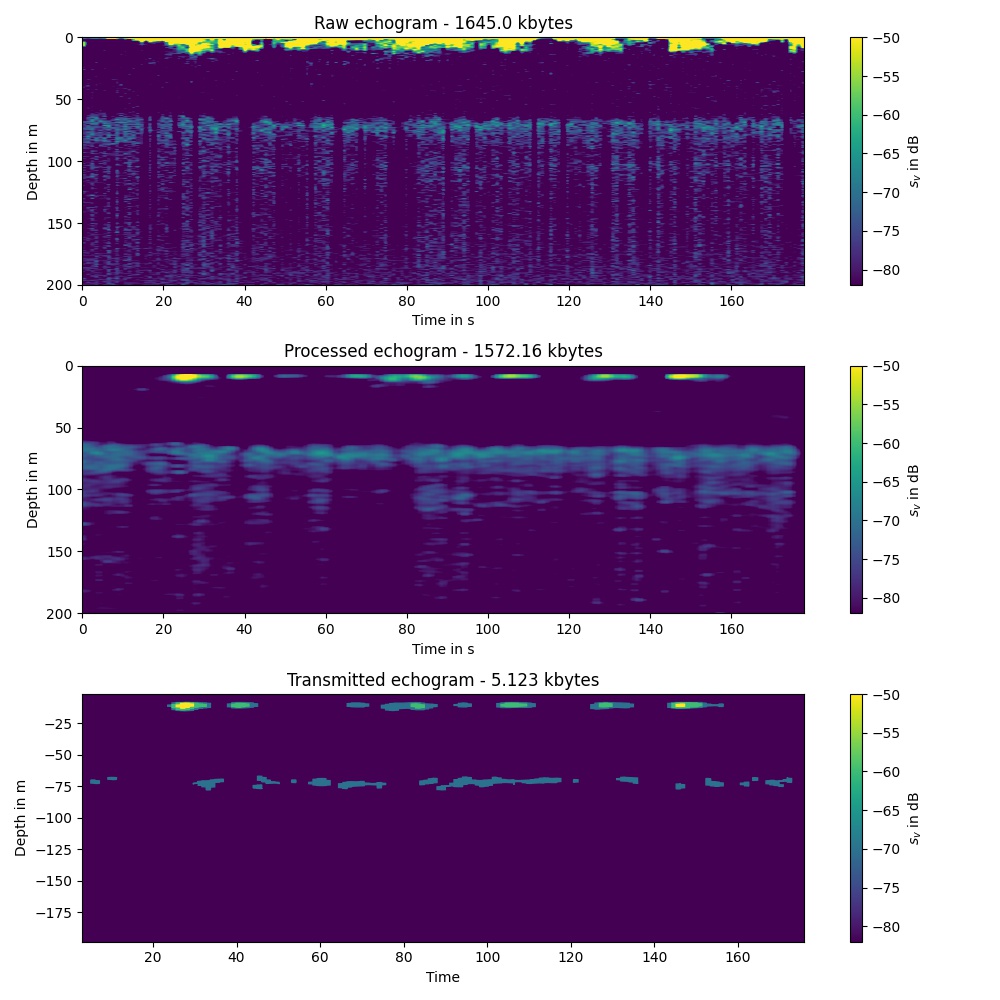 Raw echogram - 1645.0 kbytes
0
50
100
150
200
Depth in m
0 20 40 60 80 100 120 140 160
Time in s
−50
−55
−60
−65
−70
−75
−80
sv in dB
Processed echogram - 1572.16 kbytes
0
50
100
150
200
Depth in m
0 20 40 60 80 100 120 140 160
Time in s
−50
−55
−60
−65
−70
−75
−80
sv in dB
Transmitted echogram - 5.123 kbytes
−25
−50
−75
−100
−125
−150
−175
Depth in m
20 40 60 80 100 120 140 160
Time
−50
−55
−60
−65
−70
−75
−80
sv in dB